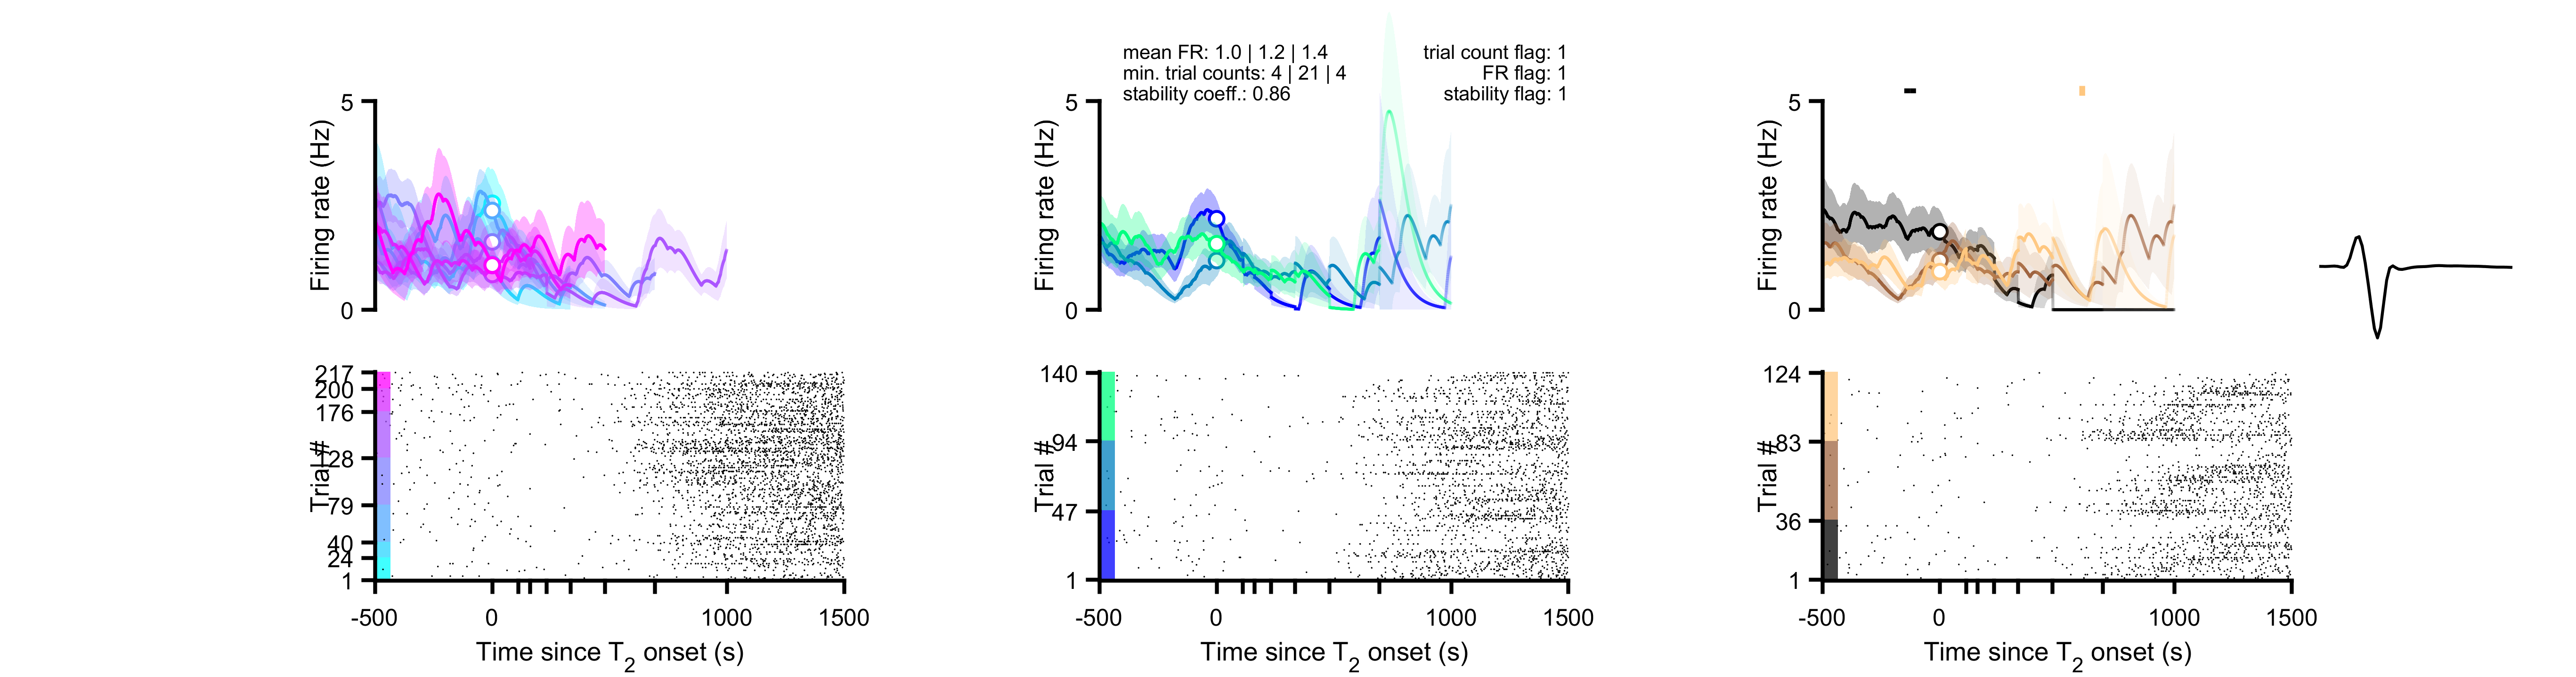 mean FR: 1.0 | 1.2 | 1.4
min. trial counts: 4 | 21 | 4
stability coeff.: 0.86
trial count flag: 1
FR flag: 1
stability flag: 1
5
0
Firing rate (Hz)
5
0
Firing rate (Hz)
5
0
Firing rate (Hz)
217
200
176
128
79
40
24
1
Trial #
-500
0
1000
1500
Time since T2 onset (s)
140
94
47
1
Trial #
-500
0
1000
1500
Time since T2 onset (s)
124
83
36
1
Trial #
-500
0
1000
1500
Time since T2 onset (s)